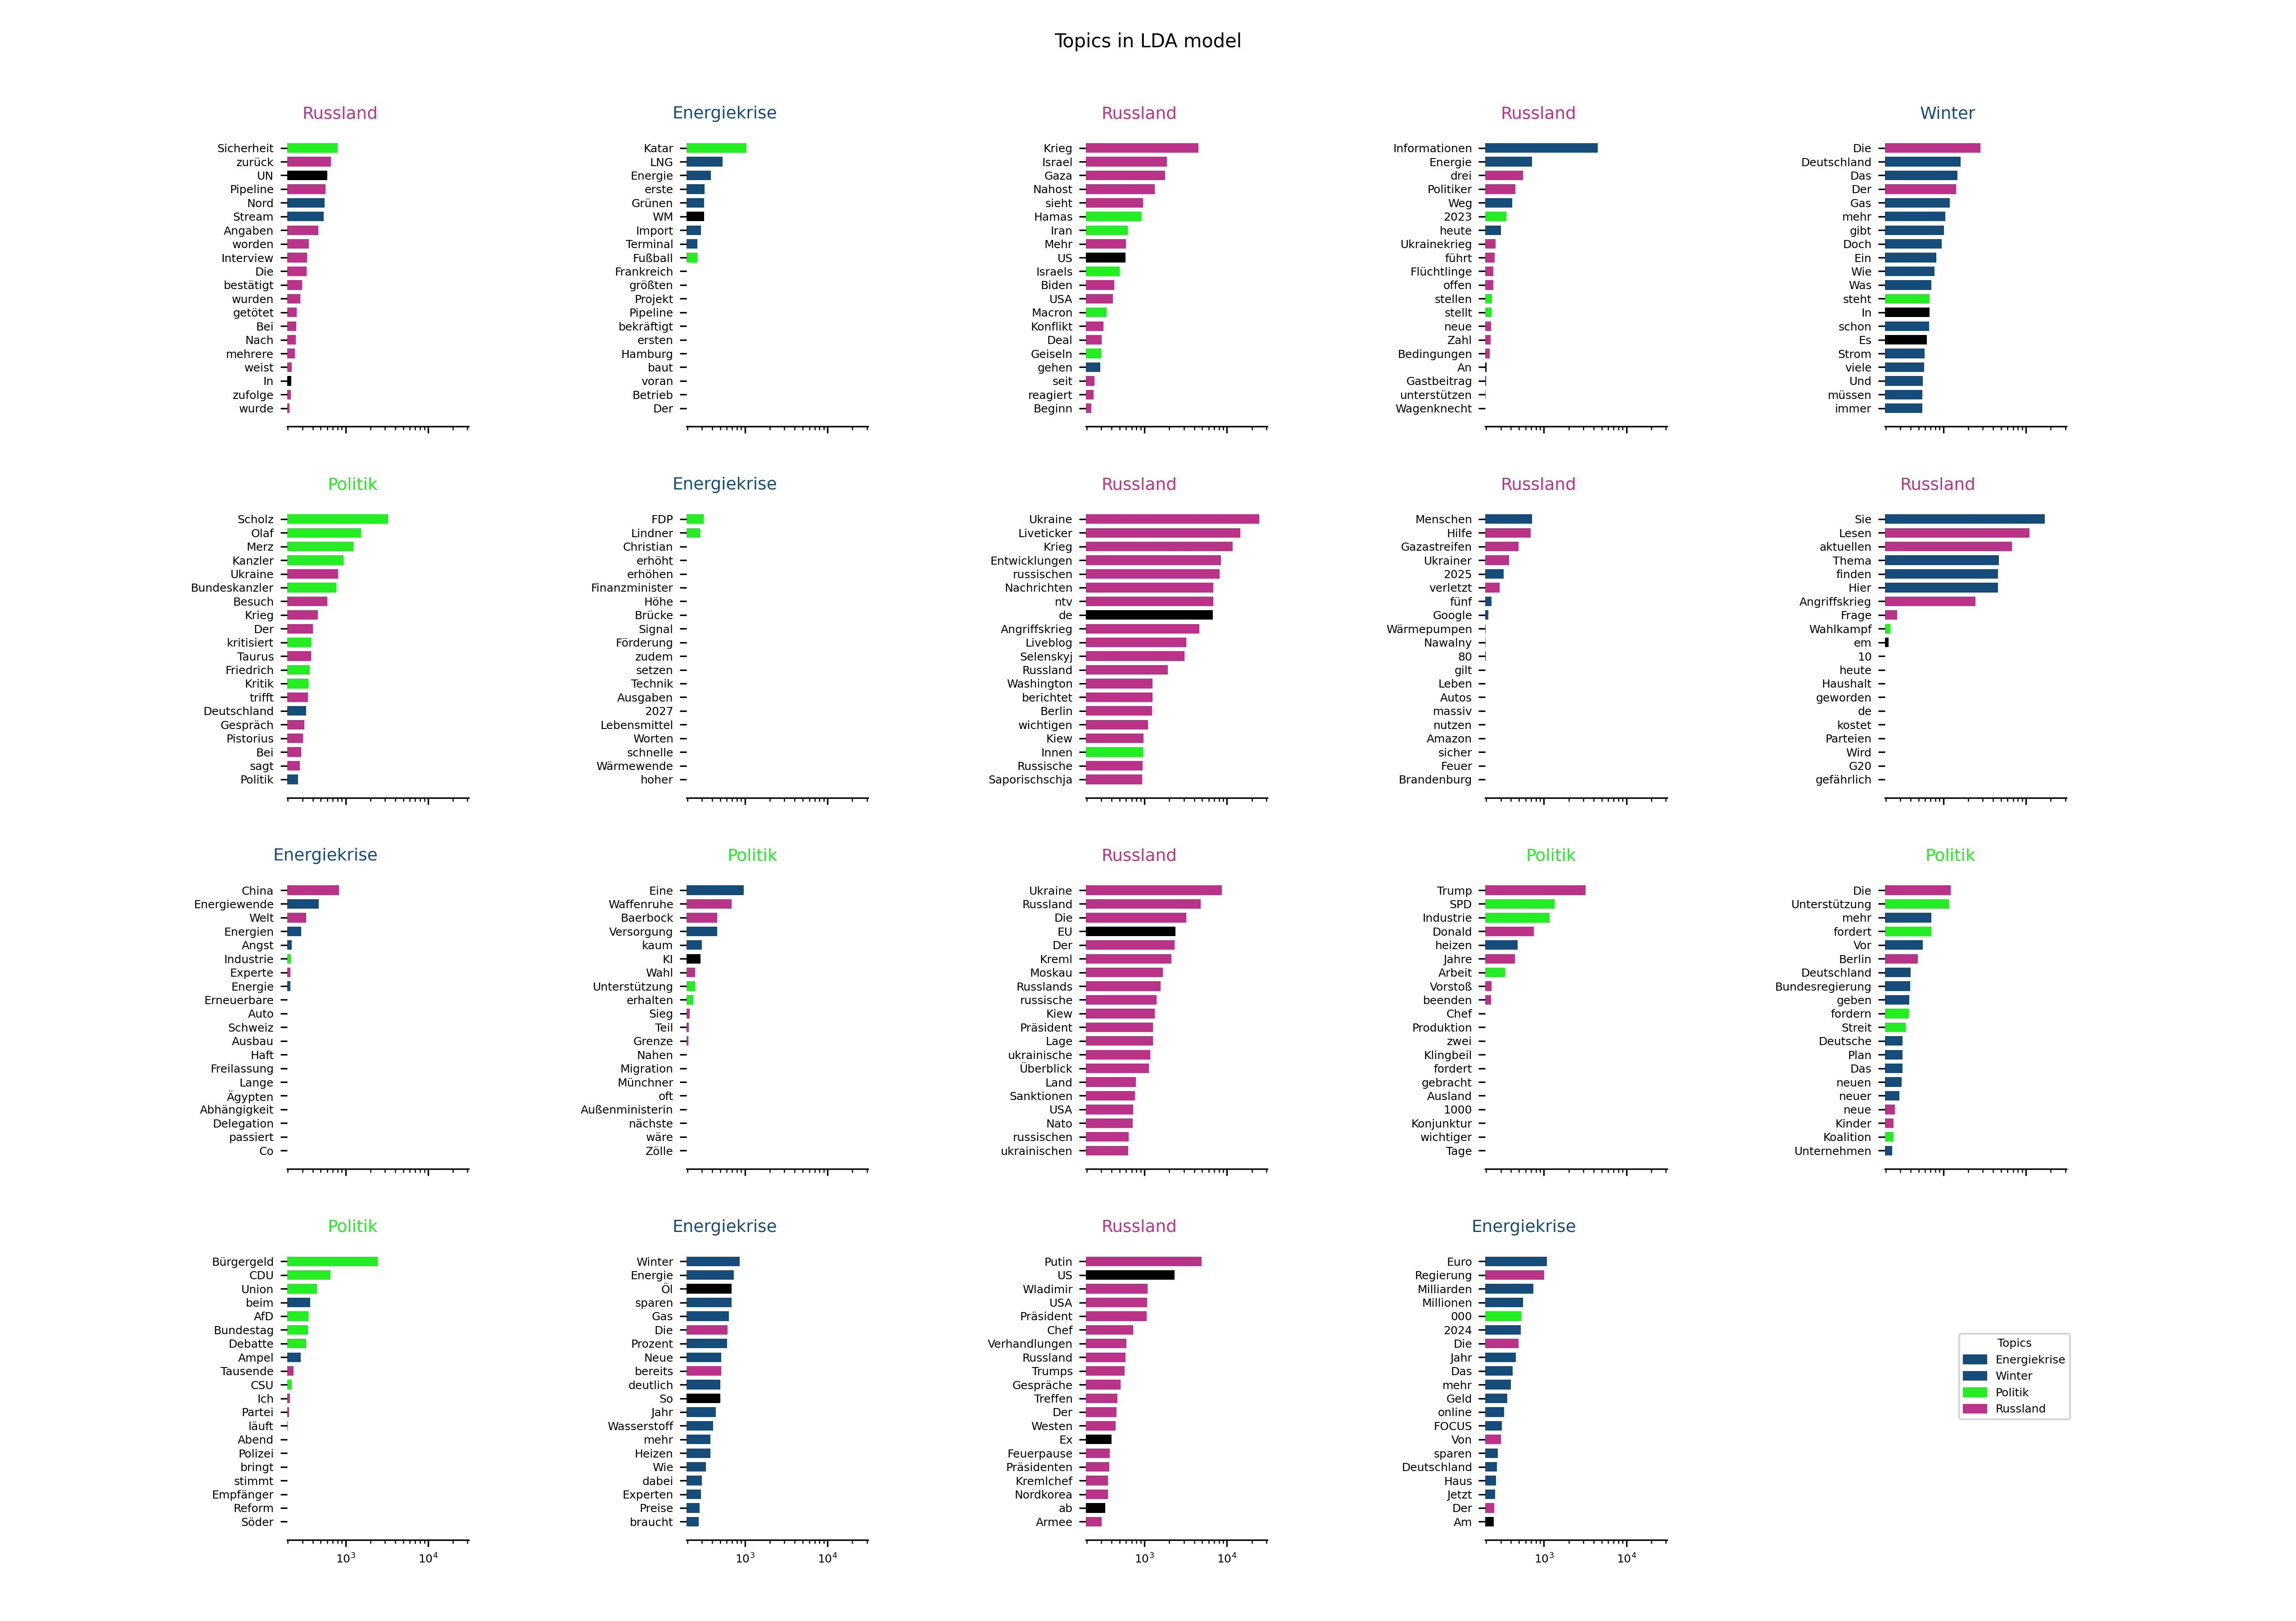 Topics in LDA model
Russland
Sicherheit
zurück
UN
Pipeline
Nord
Stream
Angaben
worden
Interview
Die
bestätigt
wurden
getötet
Bei
Nach
mehrere
weist
In
zufolge
wurde
Energiekrise
Katar
LNG
Energie
erste
Grünen
WM
Import
Terminal
Fußball
Frankreich
größten
Projekt
Pipeline
bekräftigt
ersten
Hamburg
baut
voran
Betrieb
Der
Russland
Krieg
Israel
Gaza
Nahost
sieht
Hamas
Iran
Mehr
US
Israels
Biden
USA
Macron
Konflikt
Deal
Geiseln
gehen
seit
reagiert
Beginn
Russland
Informationen
Energie
drei
Politiker
Weg
2023
heute
Ukrainekrieg
führt
Flüchtlinge
offen
stellen
stellt
neue
Zahl
Bedingungen
An
Gastbeitrag
unterstützen
Wagenknecht
Winter
Die
Deutschland
Das
Der
Gas
mehr
gibt
Doch
Ein
Wie
Was
steht
In
schon
Es
Strom
viele
Und
müssen
immer
Politik
Scholz
Olaf
Merz
Kanzler
Ukraine
Bundeskanzler
Besuch
Krieg
Der
kritisiert
Taurus
Friedrich
Kritik
trifft
Deutschland
Gespräch
Pistorius
Bei
sagt
Politik
Energiekrise
FDP
Lindner
Christian
erhöht
erhöhen
Finanzminister
Höhe
Brücke
Signal
Förderung
zudem
setzen
Technik
Ausgaben
2027
Lebensmittel
Worten
schnelle
Wärmewende
hoher
Russland
Ukraine
Liveticker
Krieg
Entwicklungen
russischen
Nachrichten
ntv
de
Angriffskrieg
Liveblog
Selenskyj
Russland
Washington
berichtet
Berlin
wichtigen
Kiew
Innen
Russische
Saporischschja
Russland
Menschen
Hilfe
Gazastreifen
Ukrainer
2025
verletzt
fünf
Google
Wärmepumpen
Nawalny
80
gilt
Leben
Autos
massiv
nutzen
Amazon
sicher
Feuer
Brandenburg
Russland
Sie
Lesen
aktuellen
Thema
finden
Hier
Angriffskrieg
Frage
Wahlkampf
em
10
heute
Haushalt
geworden
de
kostet
Parteien
Wird
G20
gefährlich
Energiekrise
China
Energiewende
Welt
Energien
Angst
Industrie
Experte
Energie
Erneuerbare
Auto
Schweiz
Ausbau
Haft
Freilassung
Lange
Ägypten
Abhängigkeit
Delegation
passiert
Co
Politik
Eine
Waffenruhe
Baerbock
Versorgung
kaum
KI
Wahl
Unterstützung
erhalten
Sieg
Teil
Grenze
Nahen
Migration
Münchner
oft
Außenministerin
nächste
wäre
Zölle
Russland
Ukraine
Russland
Die
EU
Der
Kreml
Moskau
Russlands
russische
Kiew
Präsident
Lage
ukrainische
Überblick
Land
Sanktionen
USA
Nato
russischen
ukrainischen
Politik
Trump
SPD
Industrie
Donald
heizen
Jahre
Arbeit
Vorstoß
beenden
Chef
Produktion
zwei
Klingbeil
fordert
gebracht
Ausland
1000
Konjunktur
wichtiger
Tage
Politik
Die
Unterstützung
mehr
fordert
Vor
Berlin
Deutschland
Bundesregierung
geben
fordern
Streit
Deutsche
Plan
Das
neuen
neuer
neue
Kinder
Koalition
Unternehmen
Politik
Bürgergeld
CDU
Union
beim
AfD
Bundestag
Debatte
Ampel
Tausende
CSU
Ich
Partei
läuft
Abend
Polizei
bringt
stimmt
Empfänger
Reform
Söder
10³ 10⁴
Energiekrise
Winter
Energie
Öl
sparen
Gas
Die
Prozent
Neue
bereits
deutlich
So
Jahr
Wasserstoff
mehr
Heizen
Wie
dabei
Experten
Preise
braucht
10³ 10⁴
Russland
Putin
US
Wladimir
USA
Präsident
Chef
Verhandlungen
Russland
Trumps
Gespräche
Treffen
Der
Westen
Ex
Feuerpause
Präsidenten
Kremlchef
Nordkorea
ab
Armee
10³ 10⁴
Energiekrise
Euro
Regierung
Milliarden
Millionen
000
2024
Die
Jahr
Das
mehr
Geld
online
FOCUS
Von
sparen
Deutschland
Haus
Jetzt
Der
Am
10³ 10⁴
Topics
Energiekrise
Winter
Politik
Russland